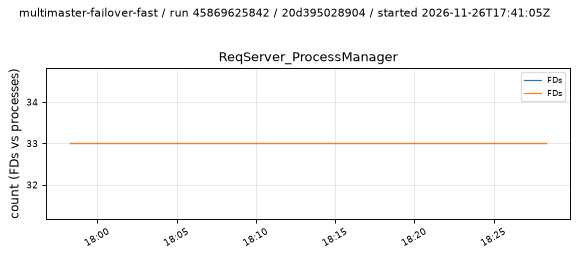 multimaster-failover-fast / run 45869625842 / 20d395028904 / started 2026-11-26T17:41:05Z
ReqServer_ProcessManager
FDs
FDs
count (FDs vs processes)
34
33
32
18:00
18:05
18:10
18:15
18:20
18:25